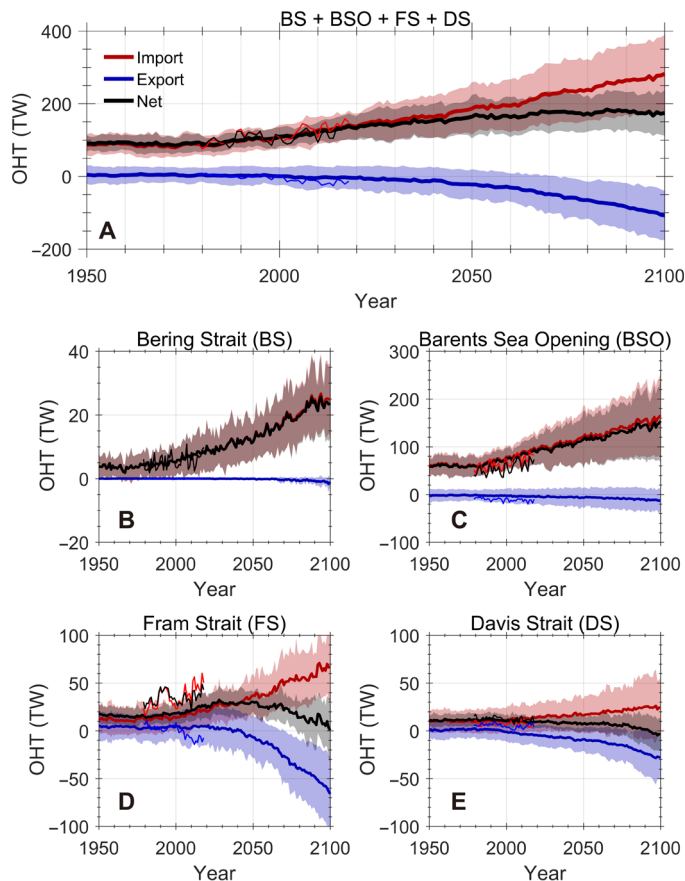 BS + BSO + FS + DS
400
300
200
100
0
−200
OHT (TW)
Import
Export
Net
A
1950
2000
2050
2100
Year
Bering Strait (BS)
40
20
0
−20
OHT (TW)
B
1950
2000
2050
2100
Year
Barents Sea Opening (BSO)
300
200
100
0
−100
OHT (TW)
C
1950
2000
2050
2100
Year
Fram Strait (FS)
100
50
0
−50
−100
OHT (TW)
D
1950
2000
2050
2100
Year
Davis Strait (DS)
100
50
0
−50
−100
OHT (TW)
E
1950
2000
2050
2100
Year